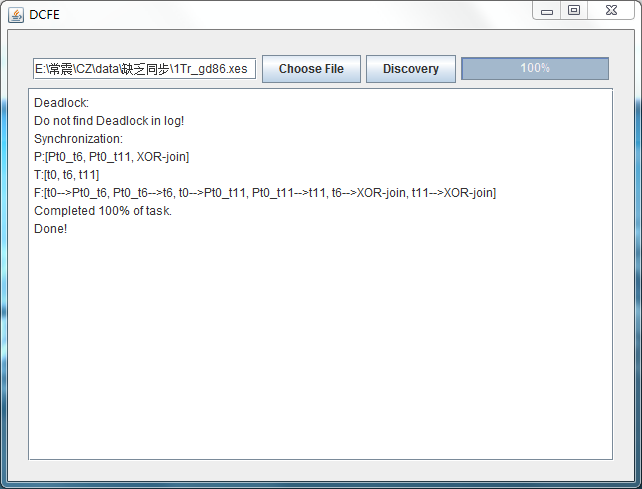 DCFE
E:\常震\CZ\data\缺乏同步\1Tr_gd86.xes
Choose File
Discovery
100%
Deadlock:
Do not find Deadlock in log!
Synchronization:
P:[Pt0_t6, Pt0_t11, XOR-join]
T:[t0, t6, t11]
F:[t0-->Pt0_t6, Pt0_t6-->t6, t0-->Pt0_t11, Pt0_t11-->t11, t6-->XOR-join, t11-->XOR-join]
Completed 100% of task.
Done!